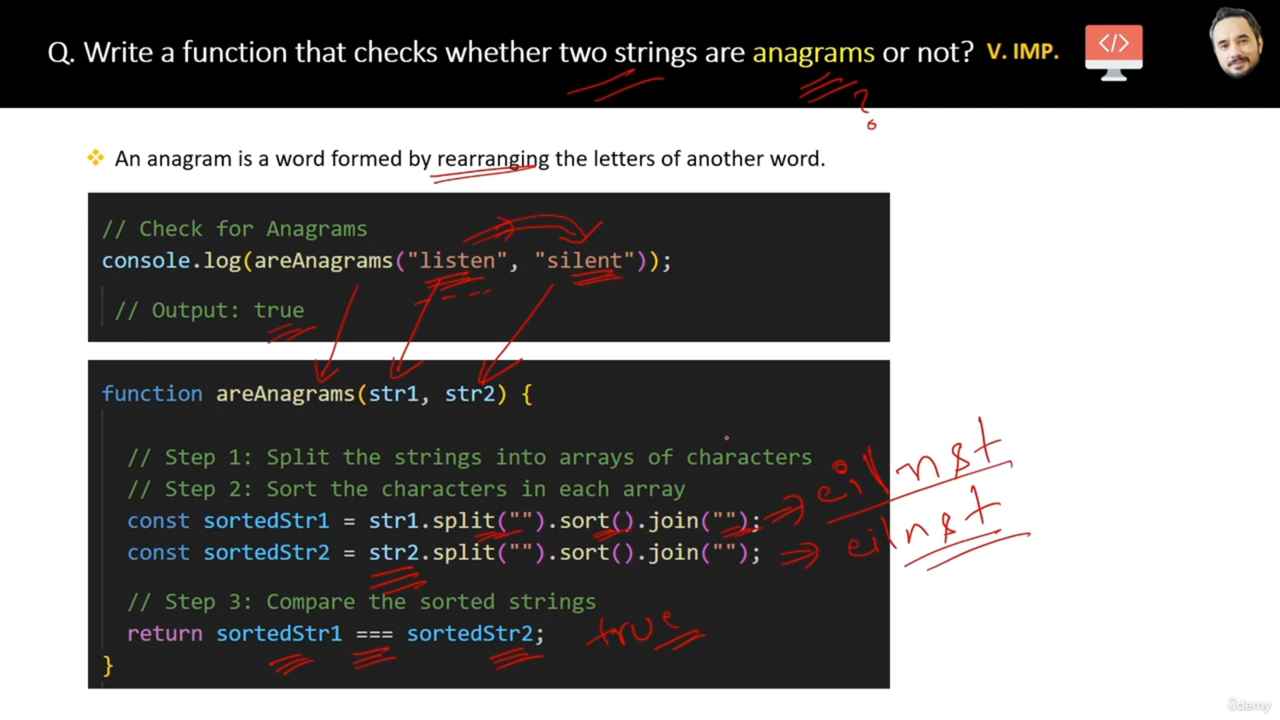 Q. Write a function that checks whether two strings are anagrams or not? V. IMP.
</>
?
❖ An anagram is a word formed by rearranging the letters of another word.
// Check for Anagrams
console.log(areAnagrams("listen", "silent"));
// Output: true
function areAnagrams(str1, str2) {
// Step 1: Split the strings into arrays of characters
// Step 2: Sort the characters in each array
const sortedStr1 = str1.split("").sort().join(""); ⇒ eilnst
const sortedStr2 = str2.split("").sort().join(""); ⇒ eilnst
// Step 3: Compare the sorted strings
return sortedStr1 === sortedStr2; true
}
ûdemy